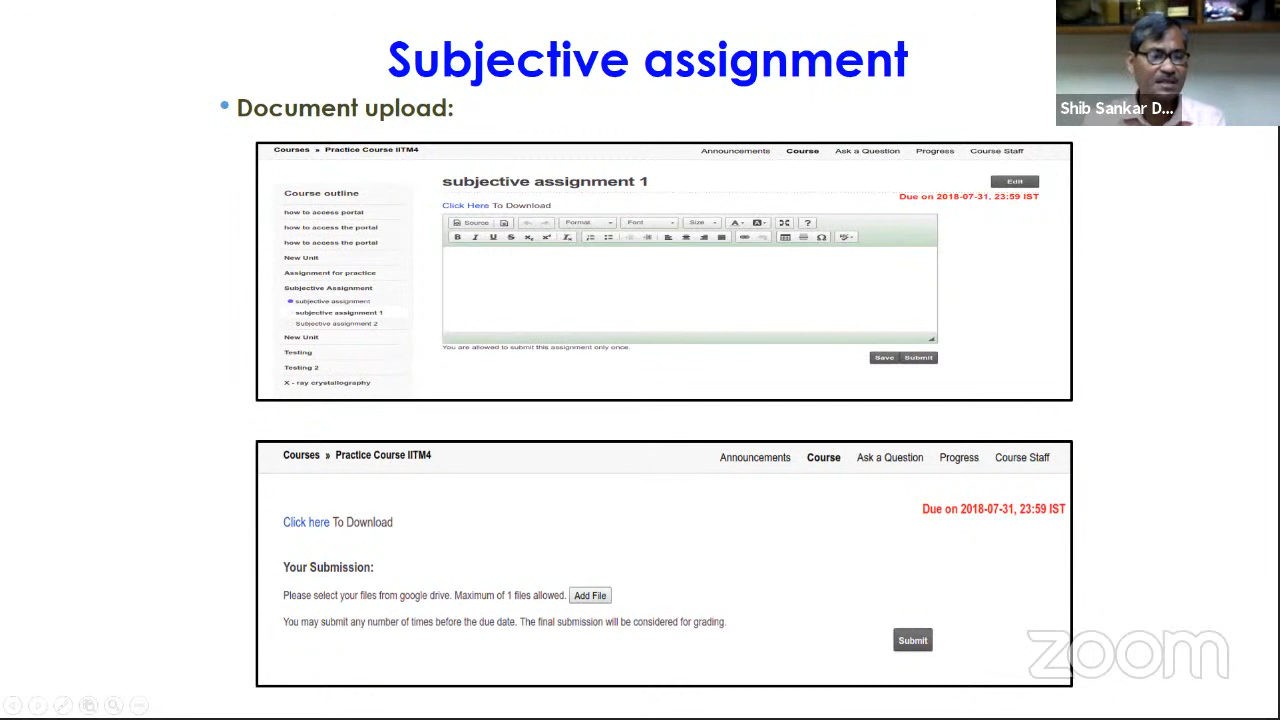 Subjective assignment
Shib Sankar D...
• Document upload:
Courses » Practice Course IITM4
Announcements Course Ask a Question Progress Course Staff
Course outline
how to access portal
how to access the portal
how to access the portal
New Unit
Assignment for practice
Subjective Assignment
subjective assignment
subjective assignment 1
Subjective assignment 2
New Unit
Testing
Testing 2
X - ray crystallography
subjective assignment 1
Edit
Due on 2018-07-31, 23:59 IST
Click Here To Download
Source Format Font Size A A ?
B I U S x₂ x² Tx Ω
You are allowed to submit this assignment only once.
Save Submit
Courses » Practice Course IITM4
Announcements Course Ask a Question Progress Course Staff
Due on 2018-07-31, 23:59 IST
Click here To Download
Your Submission:
Please select your files from google drive. Maximum of 1 files allowed. Add File
You may submit any number of times before the due date. The final submission will be considered for grading.
Submit
zoom